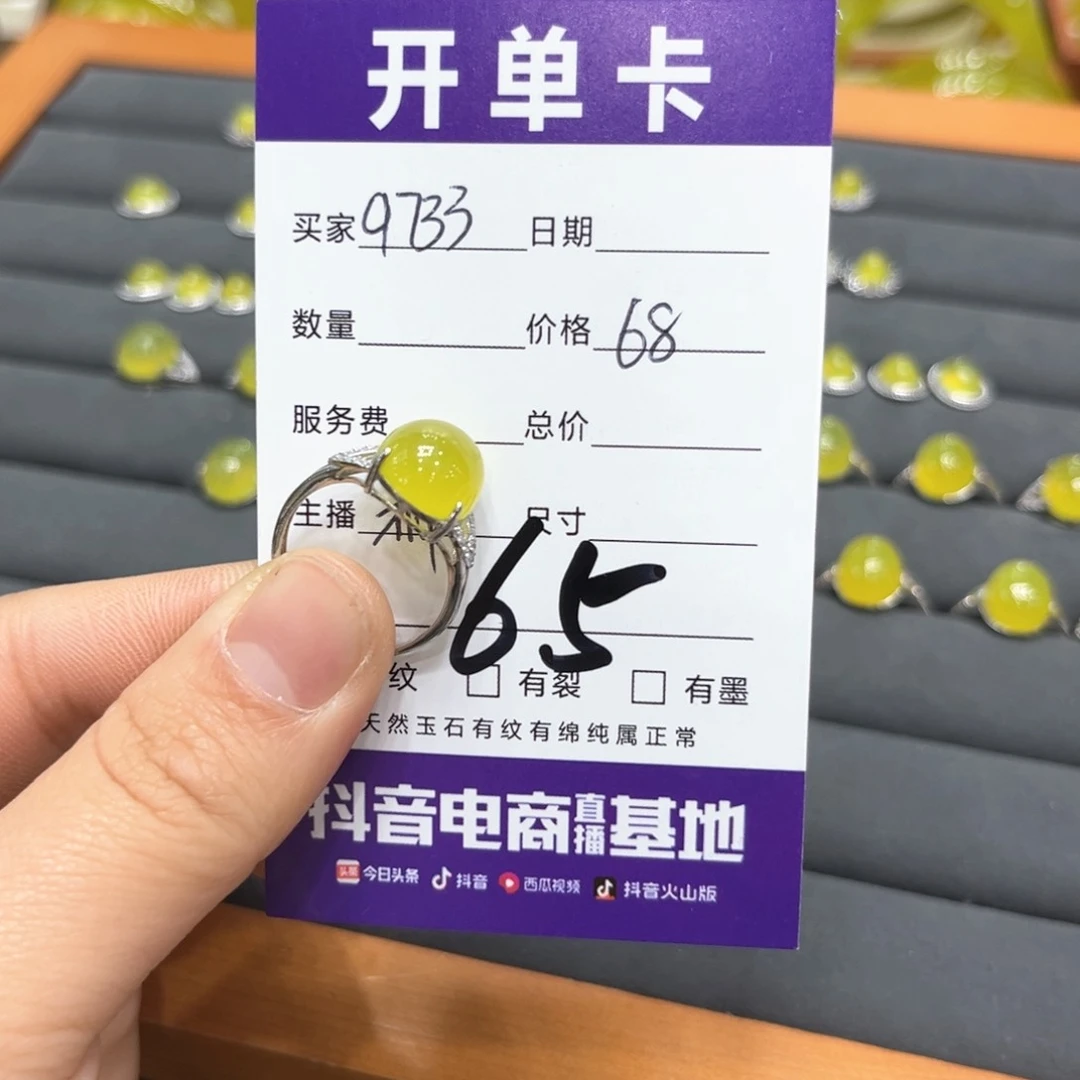 开单卡
买家 9733 日期
数量 价格 68
服务费 总价
主播 尺寸
65
纹 有裂 有墨
天然玉石有纹有绵纯属正常
抖音电商直播基地
头条 今日头条 抖音 西瓜视频 抖音火山版